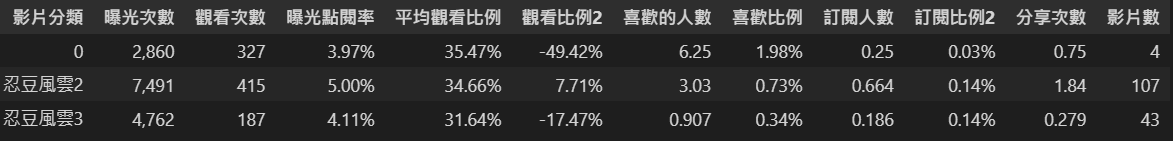 影片分類 曝光次數 觀看次數 曝光點閱率 平均觀看比例 觀看比例2 喜歡的人數 喜歡比例 訂閱人數 訂閱比例2 分享次數 影片數
0 2,860 327 3.97% 35.47% -49.42% 6.25 1.98% 0.25 0.03% 0.75 4
忍豆風雲2 7,491 415 5.00% 34.66% 7.71% 3.03 0.73% 0.664 0.14% 1.84 107
忍豆風雲3 4,762 187 4.11% 31.64% -17.47% 0.907 0.34% 0.186 0.14% 0.279 43